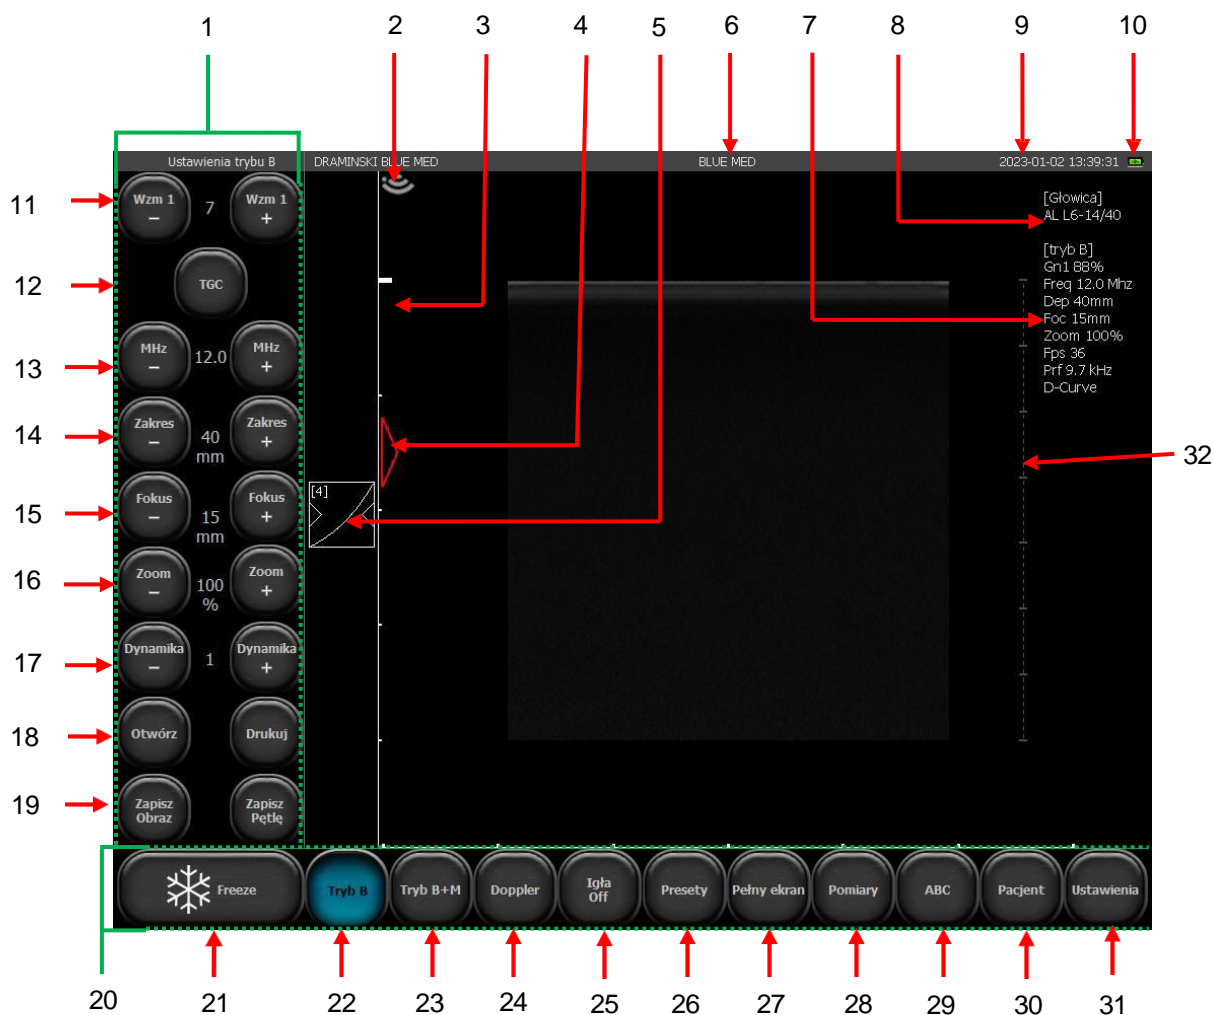 1 2 3 4 5 6 7 8 9 10
Ustawienia trybu B DRAMINSKI BLUE MED BLUE MED 2023-01-02 13:39:31
11 Wzm 1 - 7 Wzm 1 +
12 TGC
13 MHz - 12.0 MHz +
14 Zakres - 40 mm Zakres +
15 Fokus - 15 mm Fokus +
16 Zoom - 100 % Zoom +
17 Dynamika - 1 Dynamika +
18 Otwórz Drukuj
19 Zapisz Obraz Zapisz Pętlę
[4]
[Głowica]
AL L6-14/40
[tryb B]
Gn1 88%
Freq 12.0 Mhz
Dep 40mm
Foc 15mm
Zoom 100%
Fps 36
Prf 9.7 kHz
D-Curve
32
Freeze Tryb B Tryb B+M Doppler Igła Off Presety Pełny ekran Pomiary ABC Pacjent Ustawienia
20 21 22 23 24 25 26 27 28 29 30 31